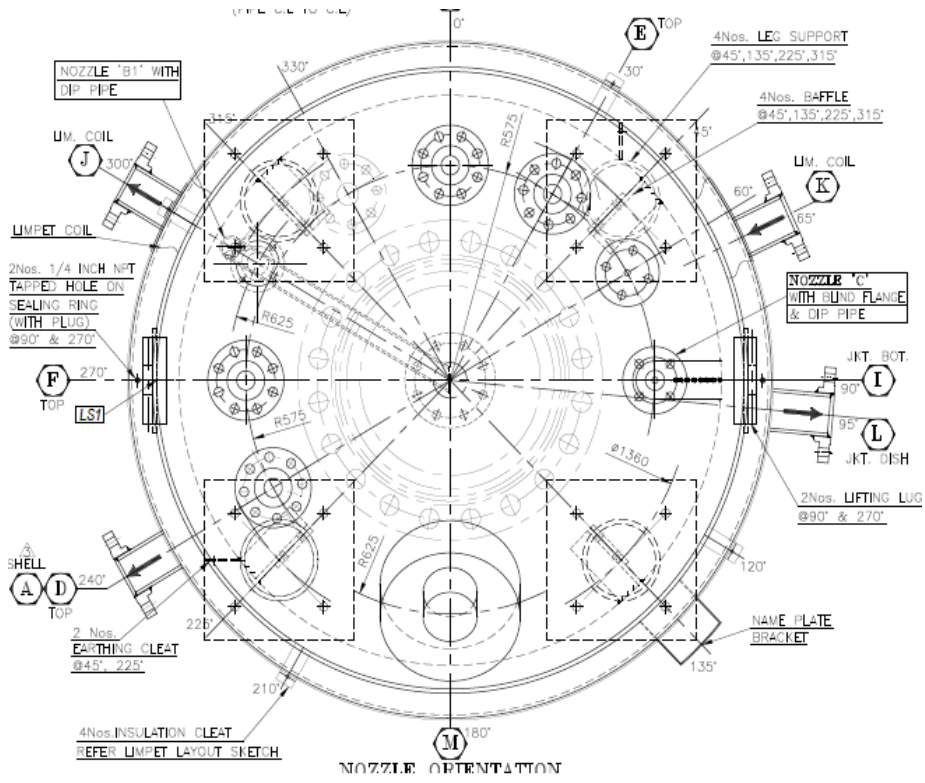 (PIPE C.L TO C.L)
0°
E
TOP
30°
4Nos. LEG SUPPORT
@45°,135°,225°,315°
NOZZLE 'B1' WITH
DIP PIPE
330°
315°
4Nos. BAFFLE
@45°,135°,225°,315°
R575
LIM. COIL
J
300°
LIM. COIL
K
60°
65°
LIMPET COIL
2Nos. 1/4 INCH NPT
TAPPED HOLE ON
SEALING RING
(WITH PLUG)
@90° & 270°
NOZZLE 'C'
WITH BLIND FLANGE
& DIP PIPE
R625
F
270°
TOP
LS1
JKT. BOT.
I
90°
95°
L
JKT. DISH
R575
Ø1360
2Nos. LIFTING LUG
@90° & 270°
R625
3
SHELL
A
D
240°
TOP
120°
225°
2 Nos.
EARTHING CLEAT
@45°, 225°
NAME PLATE
BRACKET
135°
210°
4Nos.INSULATION CLEAT
REFER LIMPET LAYOUT SKETCH
M
180°
NOZZLE ORIENTATION